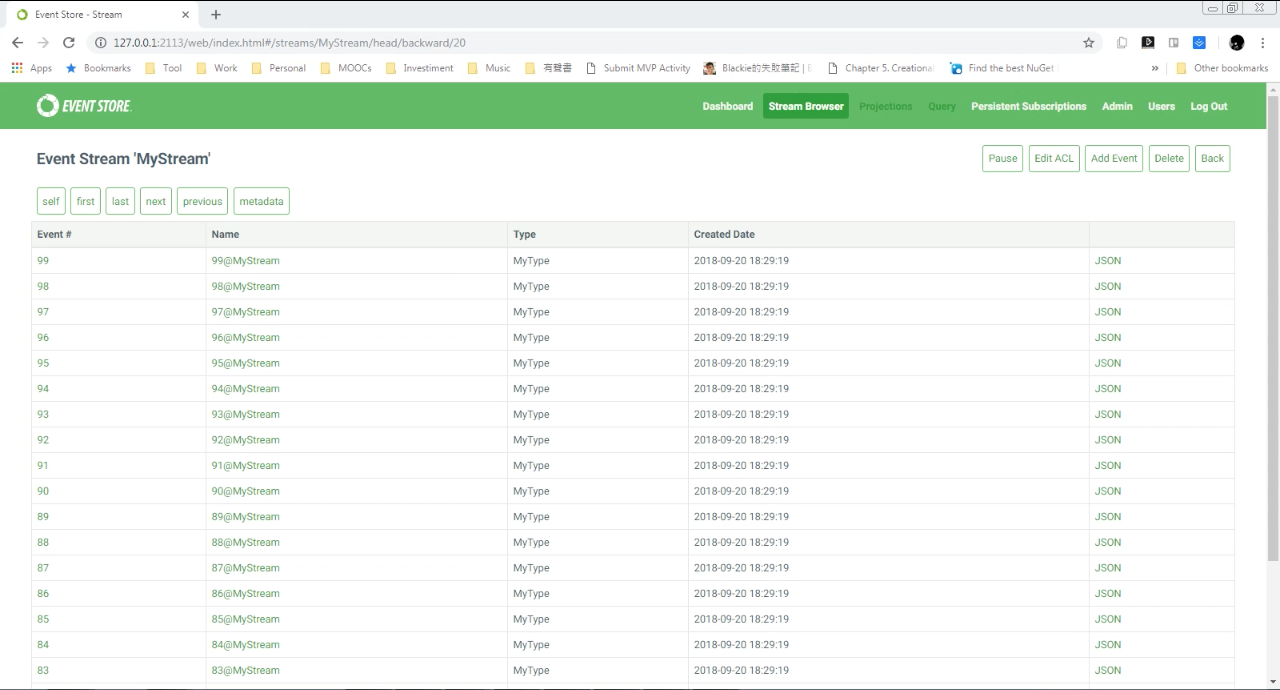 Event Store - Stream
127.0.0.1:2113/web/index.html#/streams/MyStream/head/backward/20
Apps Bookmarks Tool Work Personal MOOCs Investiment Music 有聲書 Submit MVP Activity Blackie的失敗筆記 | Chapter 5. Creationa Find the best NuGet » Other bookmarks
EVENT STORE Dashboard Stream Browser Projections Query Persistent Subscriptions Admin Users Log Out
Event Stream 'MyStream' Pause Edit ACL Add Event Delete Back
self first last next previous metadata
Event # Name Type Created Date
99 99@MyStream MyType 2018-09-20 18:29:19 JSON
98 98@MyStream MyType 2018-09-20 18:29:19 JSON
97 97@MyStream MyType 2018-09-20 18:29:19 JSON
96 96@MyStream MyType 2018-09-20 18:29:19 JSON
95 95@MyStream MyType 2018-09-20 18:29:19 JSON
94 94@MyStream MyType 2018-09-20 18:29:19 JSON
93 93@MyStream MyType 2018-09-20 18:29:19 JSON
92 92@MyStream MyType 2018-09-20 18:29:19 JSON
91 91@MyStream MyType 2018-09-20 18:29:19 JSON
90 90@MyStream MyType 2018-09-20 18:29:19 JSON
89 89@MyStream MyType 2018-09-20 18:29:19 JSON
88 88@MyStream MyType 2018-09-20 18:29:19 JSON
87 87@MyStream MyType 2018-09-20 18:29:19 JSON
86 86@MyStream MyType 2018-09-20 18:29:19 JSON
85 85@MyStream MyType 2018-09-20 18:29:19 JSON
84 84@MyStream MyType 2018-09-20 18:29:19 JSON
83 83@MyStream MyType 2018-09-20 18:29:19 JSON